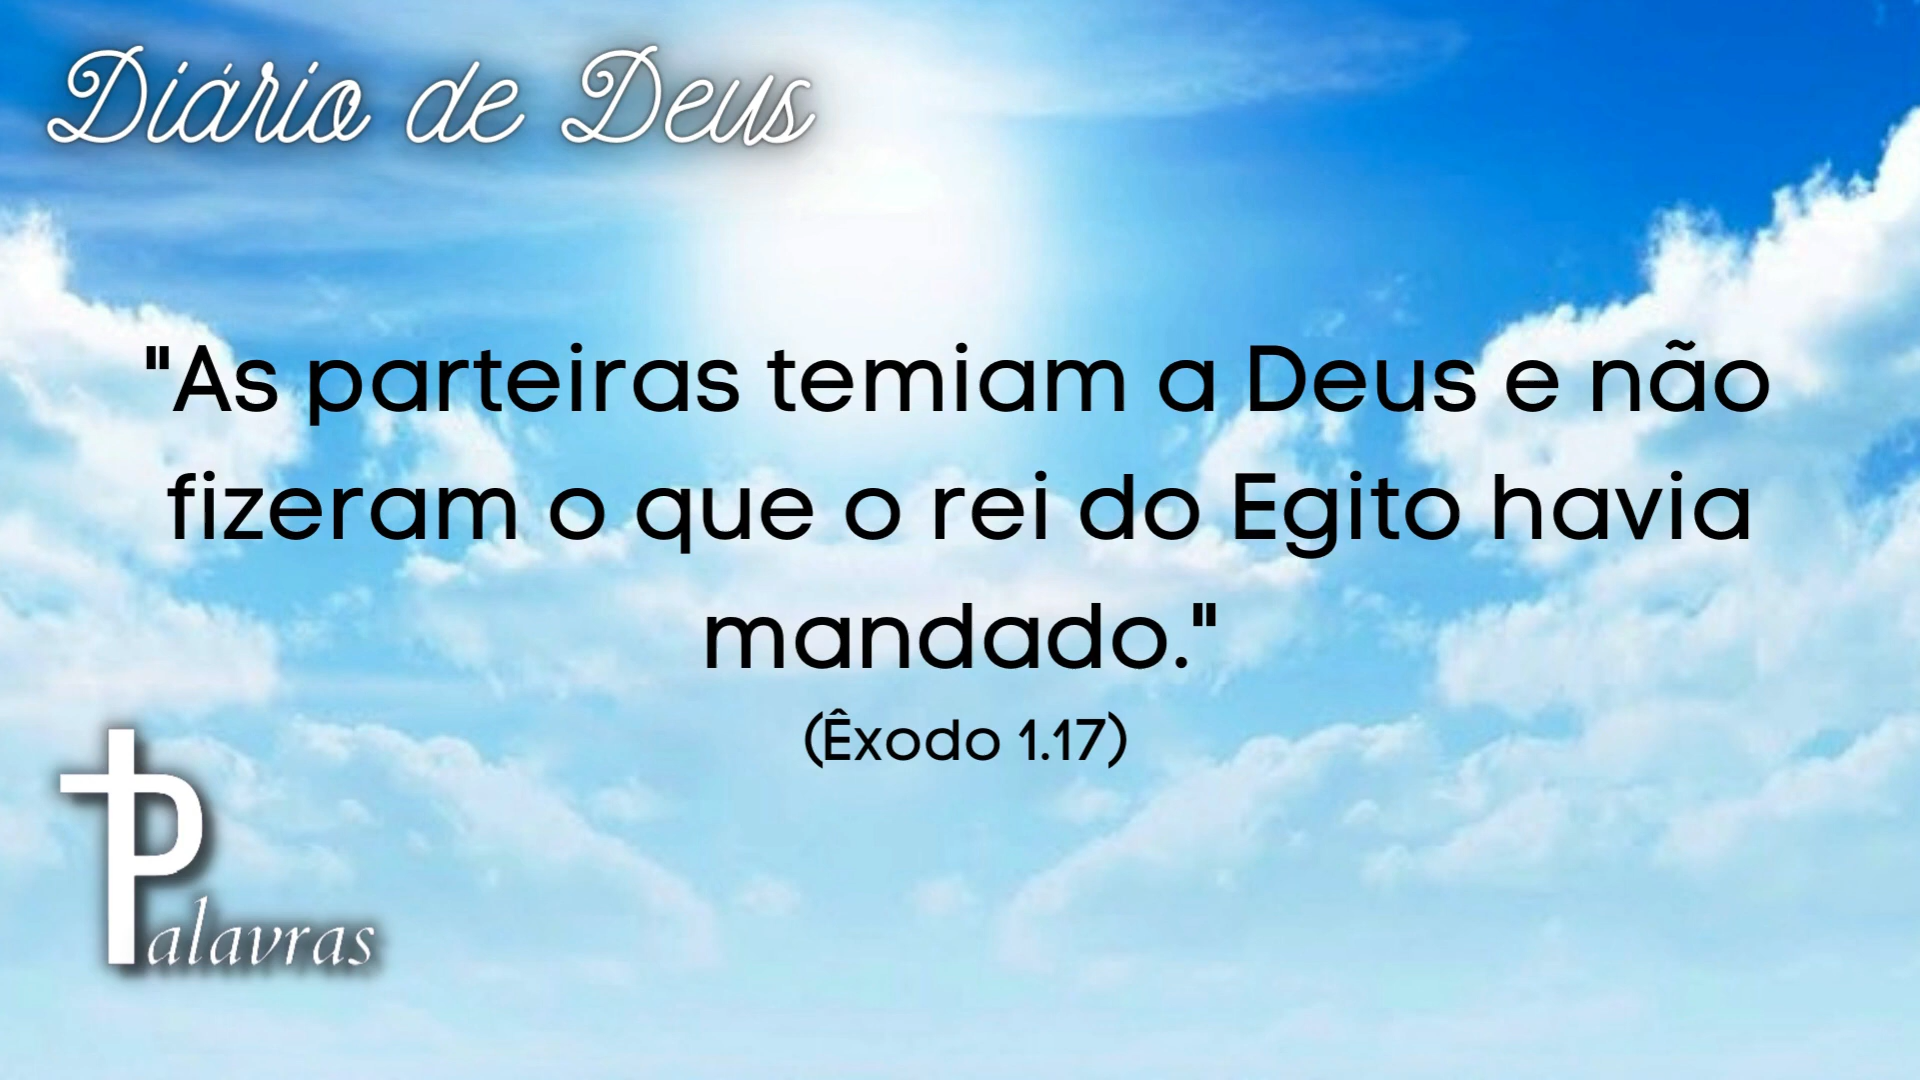 Diário de Deus
"As parteiras temiam a Deus e não
fizeram o que o rei do Egito havia
mandado."
(Êxodo 1.17)
Palavras